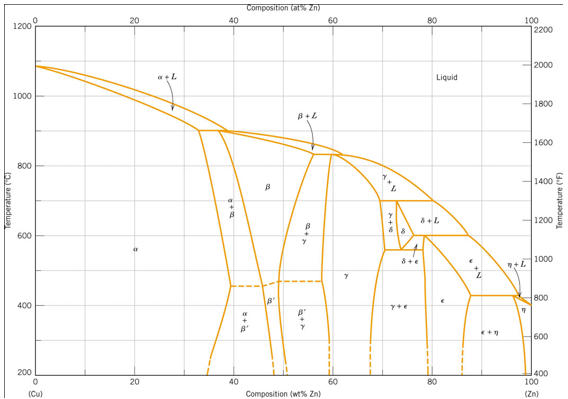 Composition (at% Zn)
0 20 40 60 80 100
1200 2200
2000
α + L
Liquid
1000 1800
β + L
1600
800
β
γ
+
L
1400
α
+
β
γ
+
δ
δ + L
1200
Temperature (°C)
Temperature (°F)
β
+
γ
600
δ
α
δ + ϵ
1000
γ
ϵ
+
L
η + L
β′
γ + ϵ
ϵ
800
400
α
+
β′
β′
+
γ
η
ϵ + η
600
200 400
0 20 40 60 80 100
(Cu) Composition (wt% Zn) (Zn)